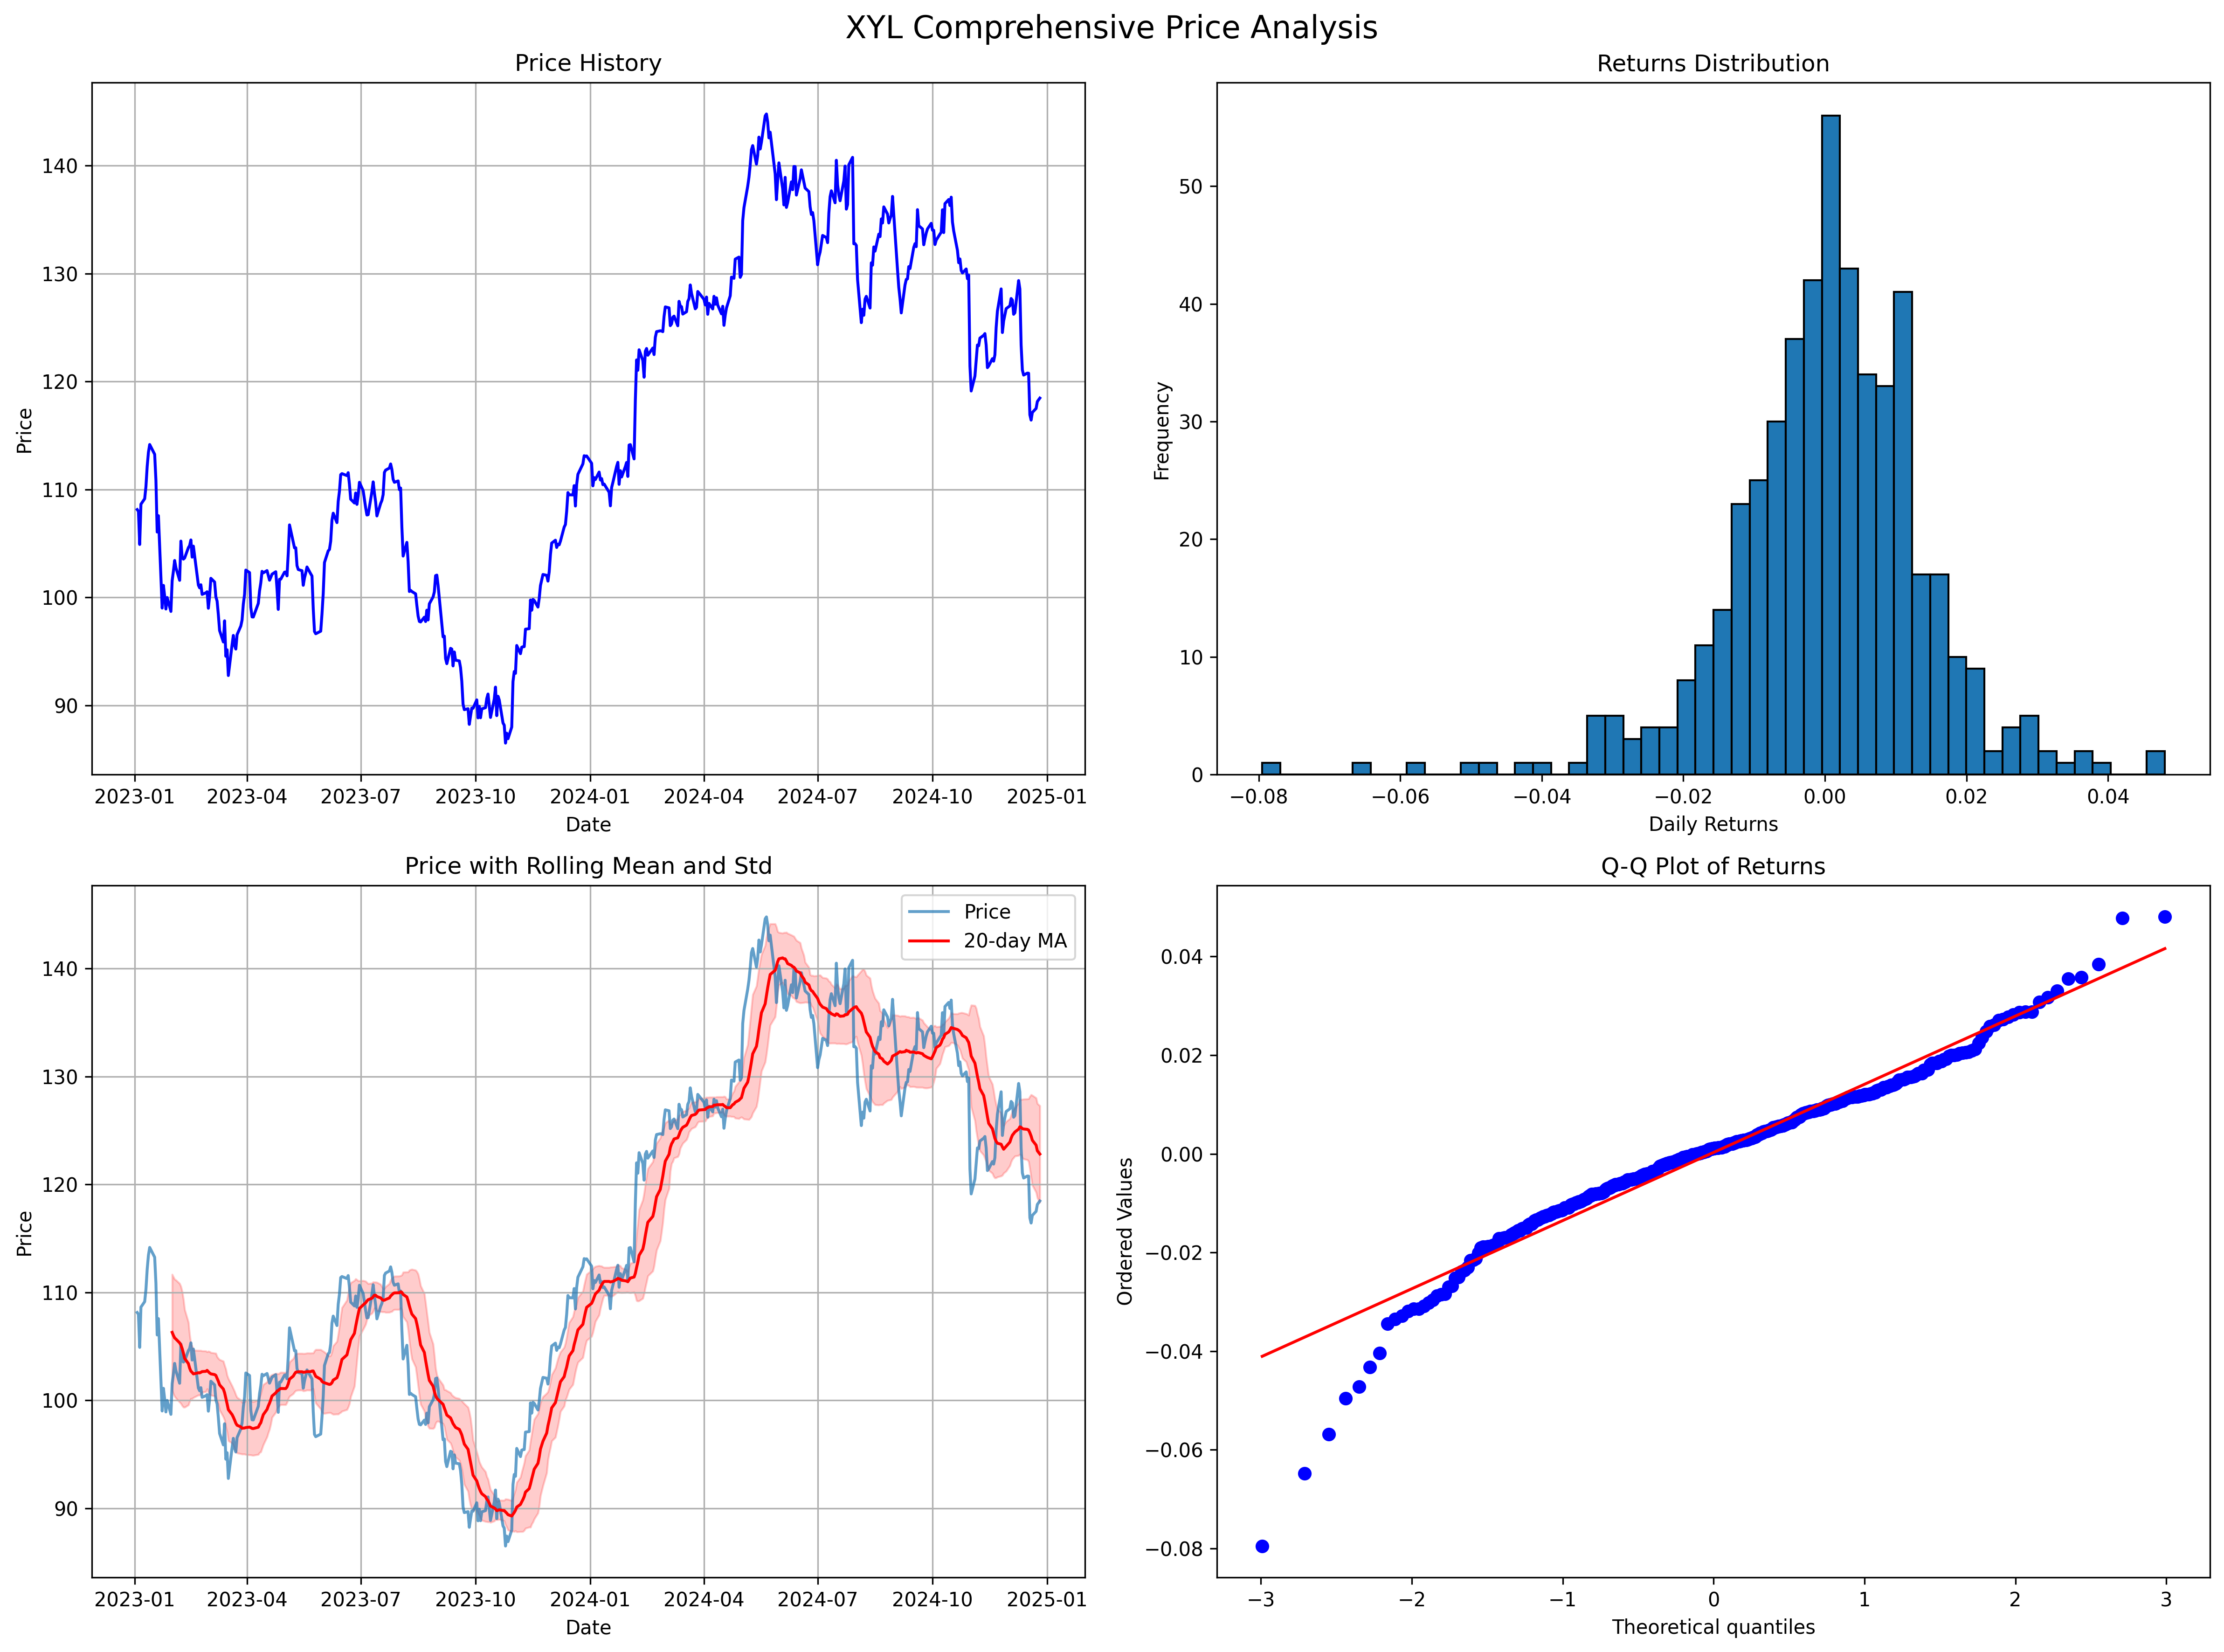 XYL Comprehensive Price Analysis
Price History
Price
140
130
120
110
100
90
2023-01 2023-04 2023-07 2023-10 2024-01 2024-04 2024-07 2024-10 2025-01
Date
Returns Distribution
Frequency
50
40
30
20
10
0
−0.08 −0.06 −0.04 −0.02 0.00 0.02 0.04
Daily Returns
Price with Rolling Mean and Std
Price
20-day MA
Price
140
130
120
110
100
90
2023-01 2023-04 2023-07 2023-10 2024-01 2024-04 2024-07 2024-10 2025-01
Date
Q-Q Plot of Returns
Ordered Values
0.04
0.02
0.00
−0.02
−0.04
−0.06
−0.08
−3 −2 −1 0 1 2 3
Theoretical quantiles